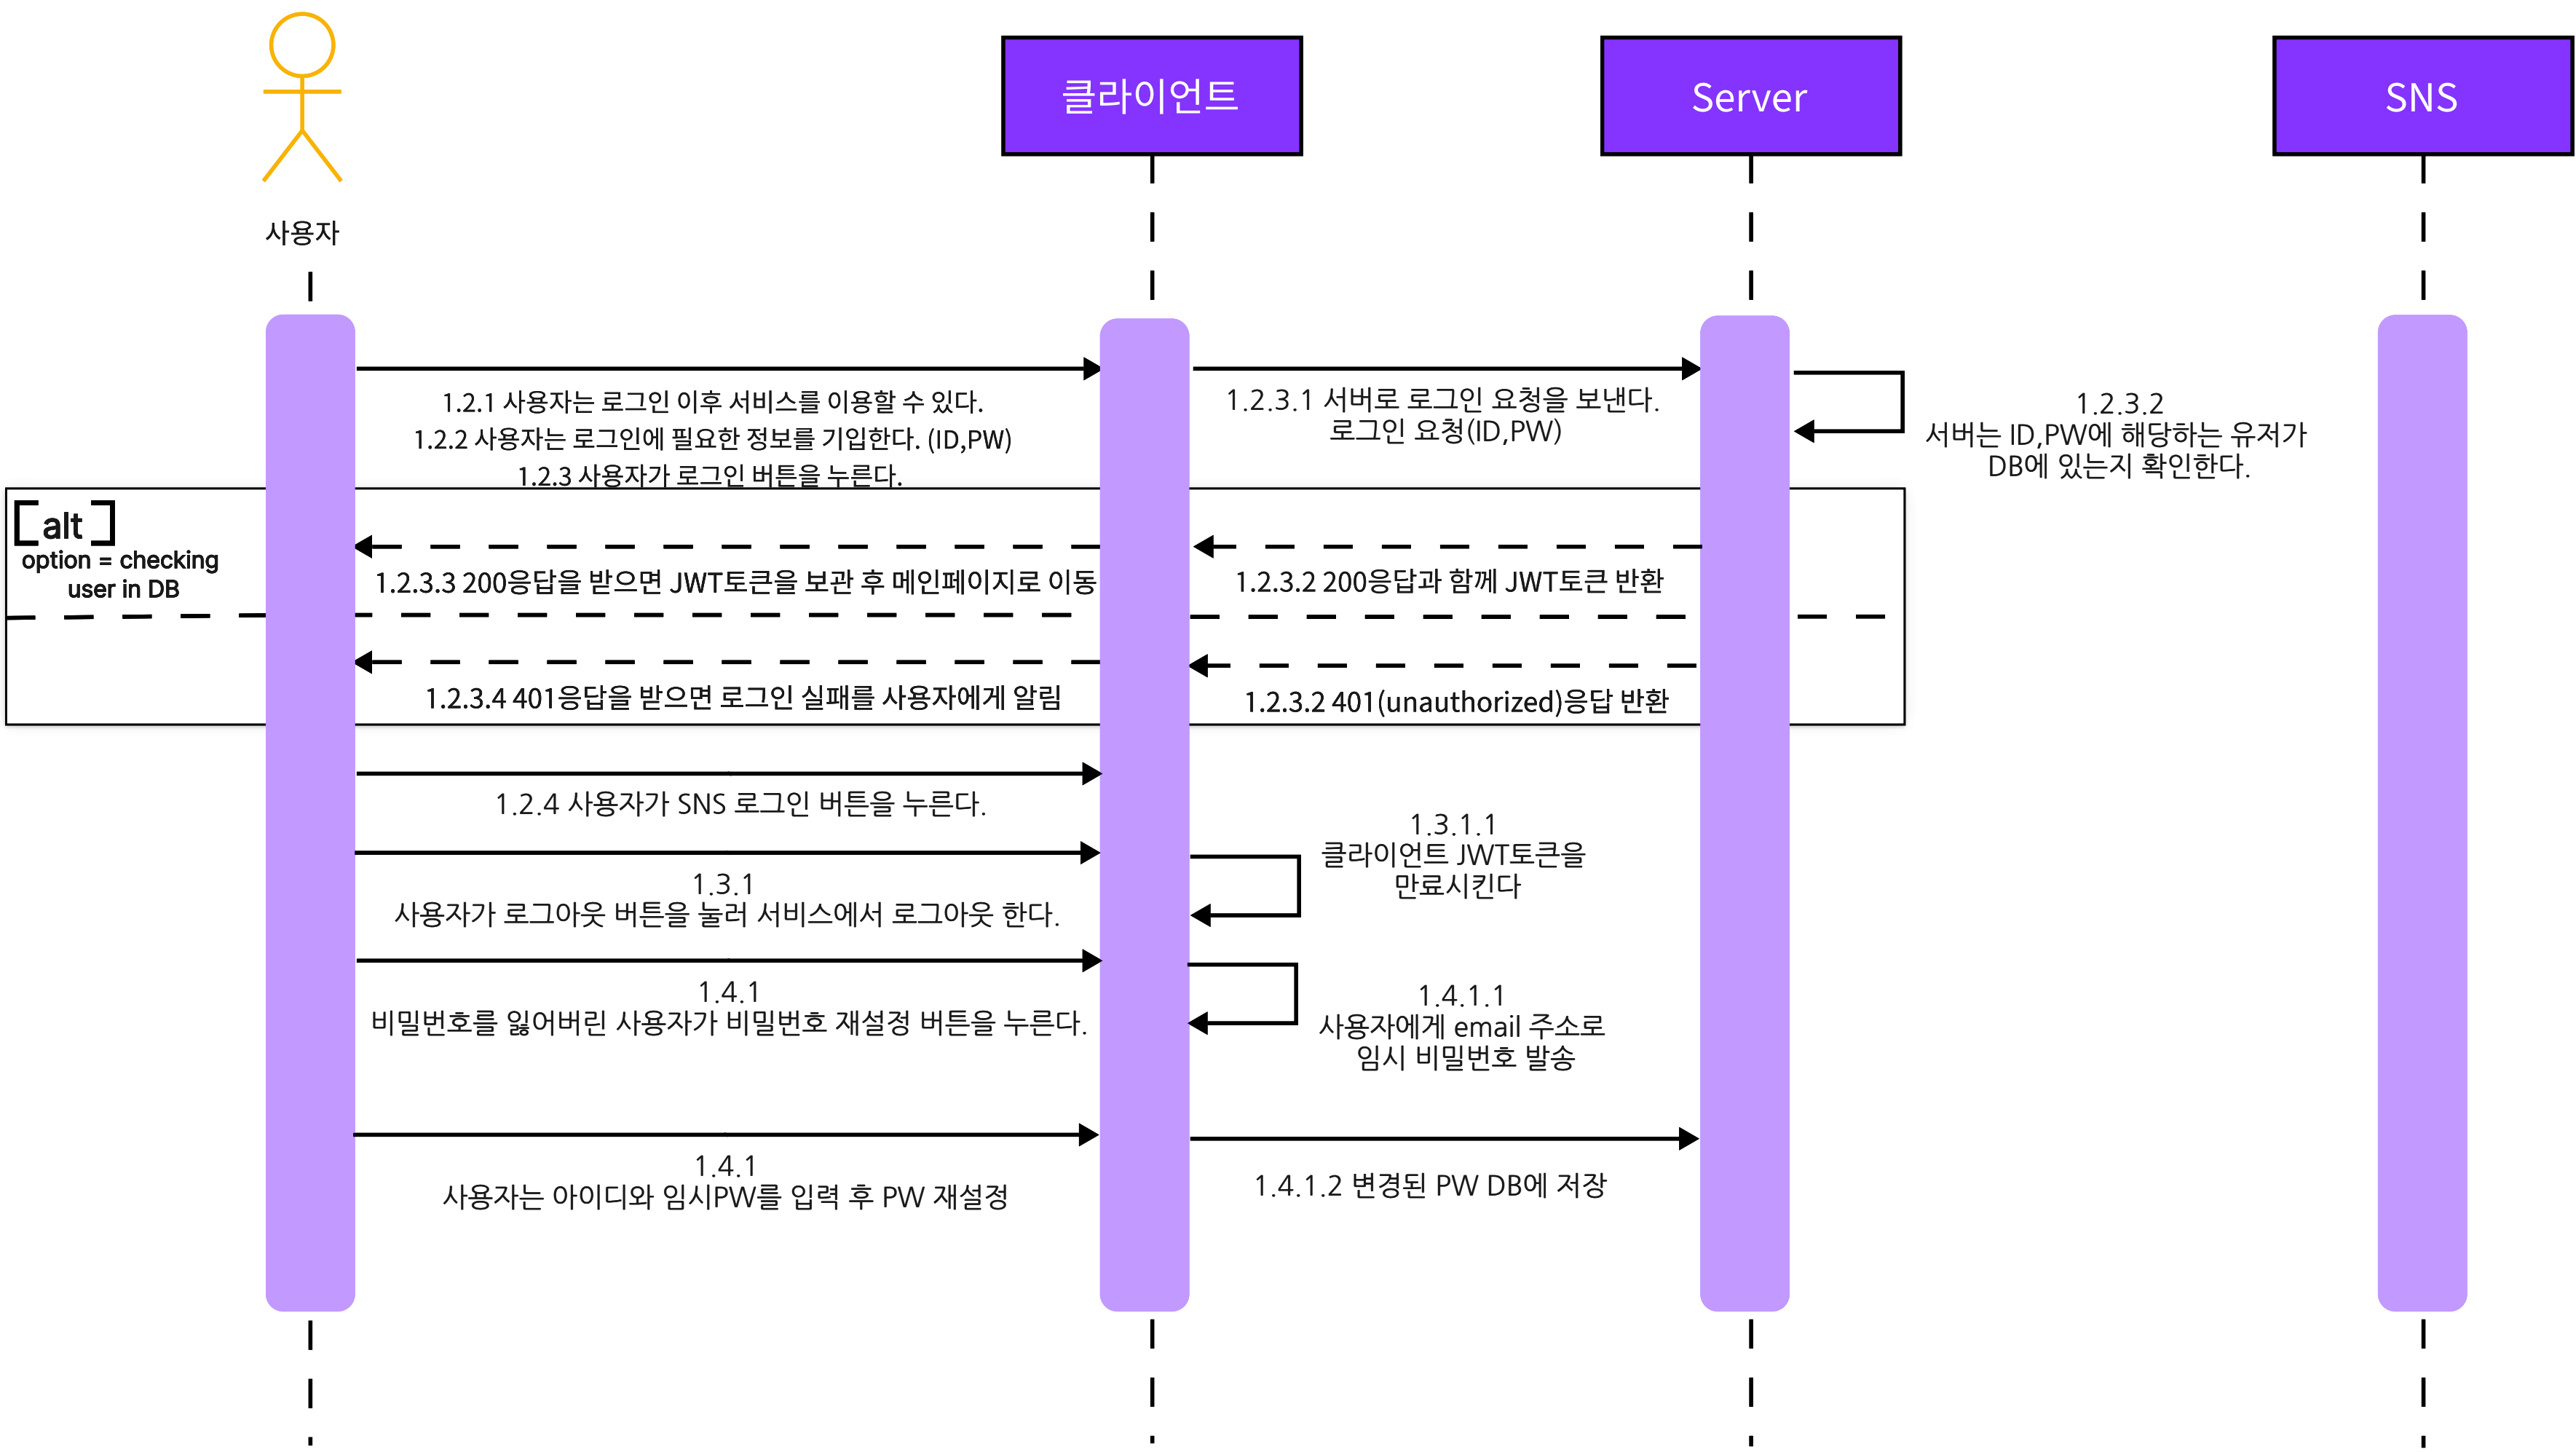 클라이언트
Server
SNS
사용자
1.2.1 사용자는 로그인 이후 서비스를 이용할 수 있다.
1.2.2 사용자는 로그인에 필요한 정보를 기입한다. (ID,PW)
1.2.3 사용자가 로그인 버튼을 누른다.
1.2.3.1 서버로 로그인 요청을 보낸다.
로그인 요청(ID,PW)
1.2.3.2
서버는 ID,PW에 해당하는 유저가
DB에 있는지 확인한다.
alt
option = checking
user in DB
1.2.3.3 200응답을 받으면 JWT토큰을 보관 후 메인페이지로 이동
1.2.3.2 200응답과 함께 JWT토큰 반환
1.2.3.4 401응답을 받으면 로그인 실패를 사용자에게 알림
1.2.3.2 401(unauthorized)응답 반환
1.2.4 사용자가 SNS 로그인 버튼을 누른다.
1.3.1
사용자가 로그아웃 버튼을 눌러 서비스에서 로그아웃 한다.
1.3.1.1
클라이언트 JWT토큰을
만료시킨다
1.4.1
비밀번호를 잃어버린 사용자가 비밀번호 재설정 버튼을 누른다.
1.4.1.1
사용자에게 email 주소로
임시 비밀번호 발송
1.4.1
사용자는 아이디와 임시PW를 입력 후 PW 재설정
1.4.1.2 변경된 PW DB에 저장